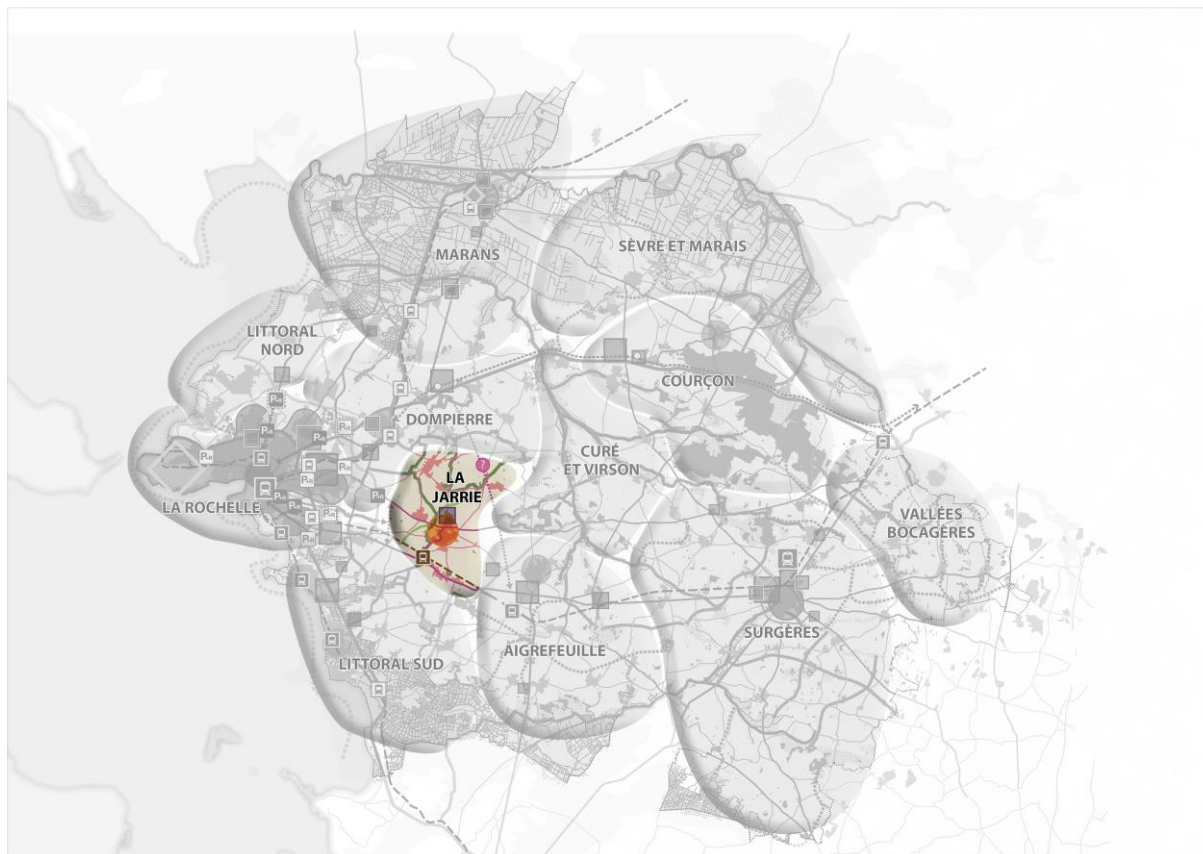 MARANS
SÈVRE ET MARAIS
LITTORAL
NORD
COURÇON
DOMPIERRE
CURÉ
ET VIRSON
LA
JARRIE
?
LA ROCHELLE
VALLÉES
BOCAGÈRES
SURGÈRES
AIGREFEUILLE
LITTORAL SUD